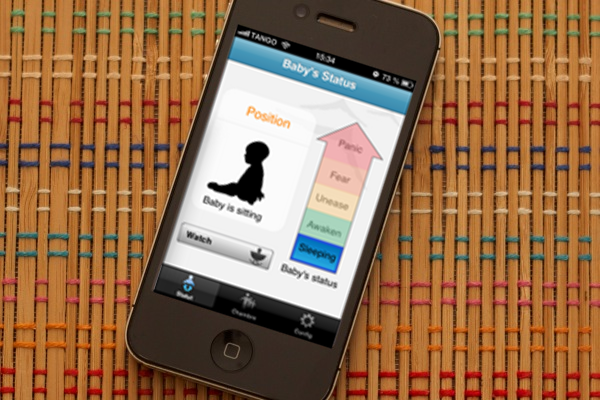 TANGO
15:34
73 %
Baby's Status
Position
Baby is sitting
Watch
Panic
Fear
Unease
Awaken
Sleeping
Baby's status
Statut
Chambre
Config